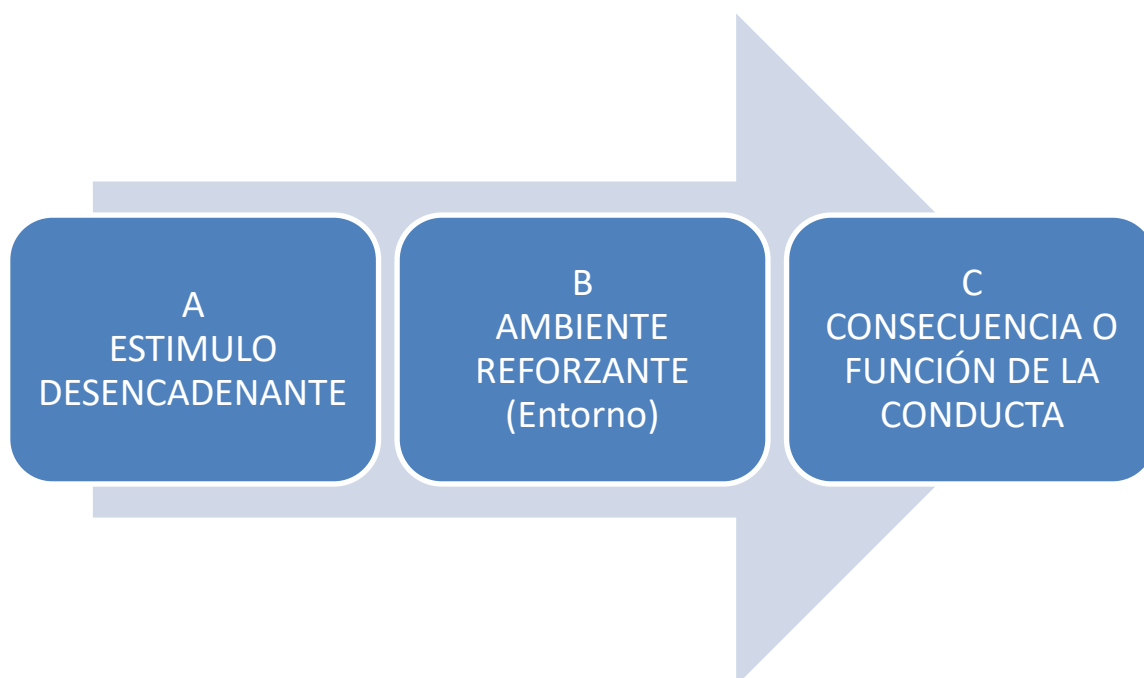 A
ESTIMULO
DESENCADENANTE
B
AMBIENTE
REFORZANTE
(Entorno)
C
CONSECUENCIA O
FUNCIÓN DE LA
CONDUCTA